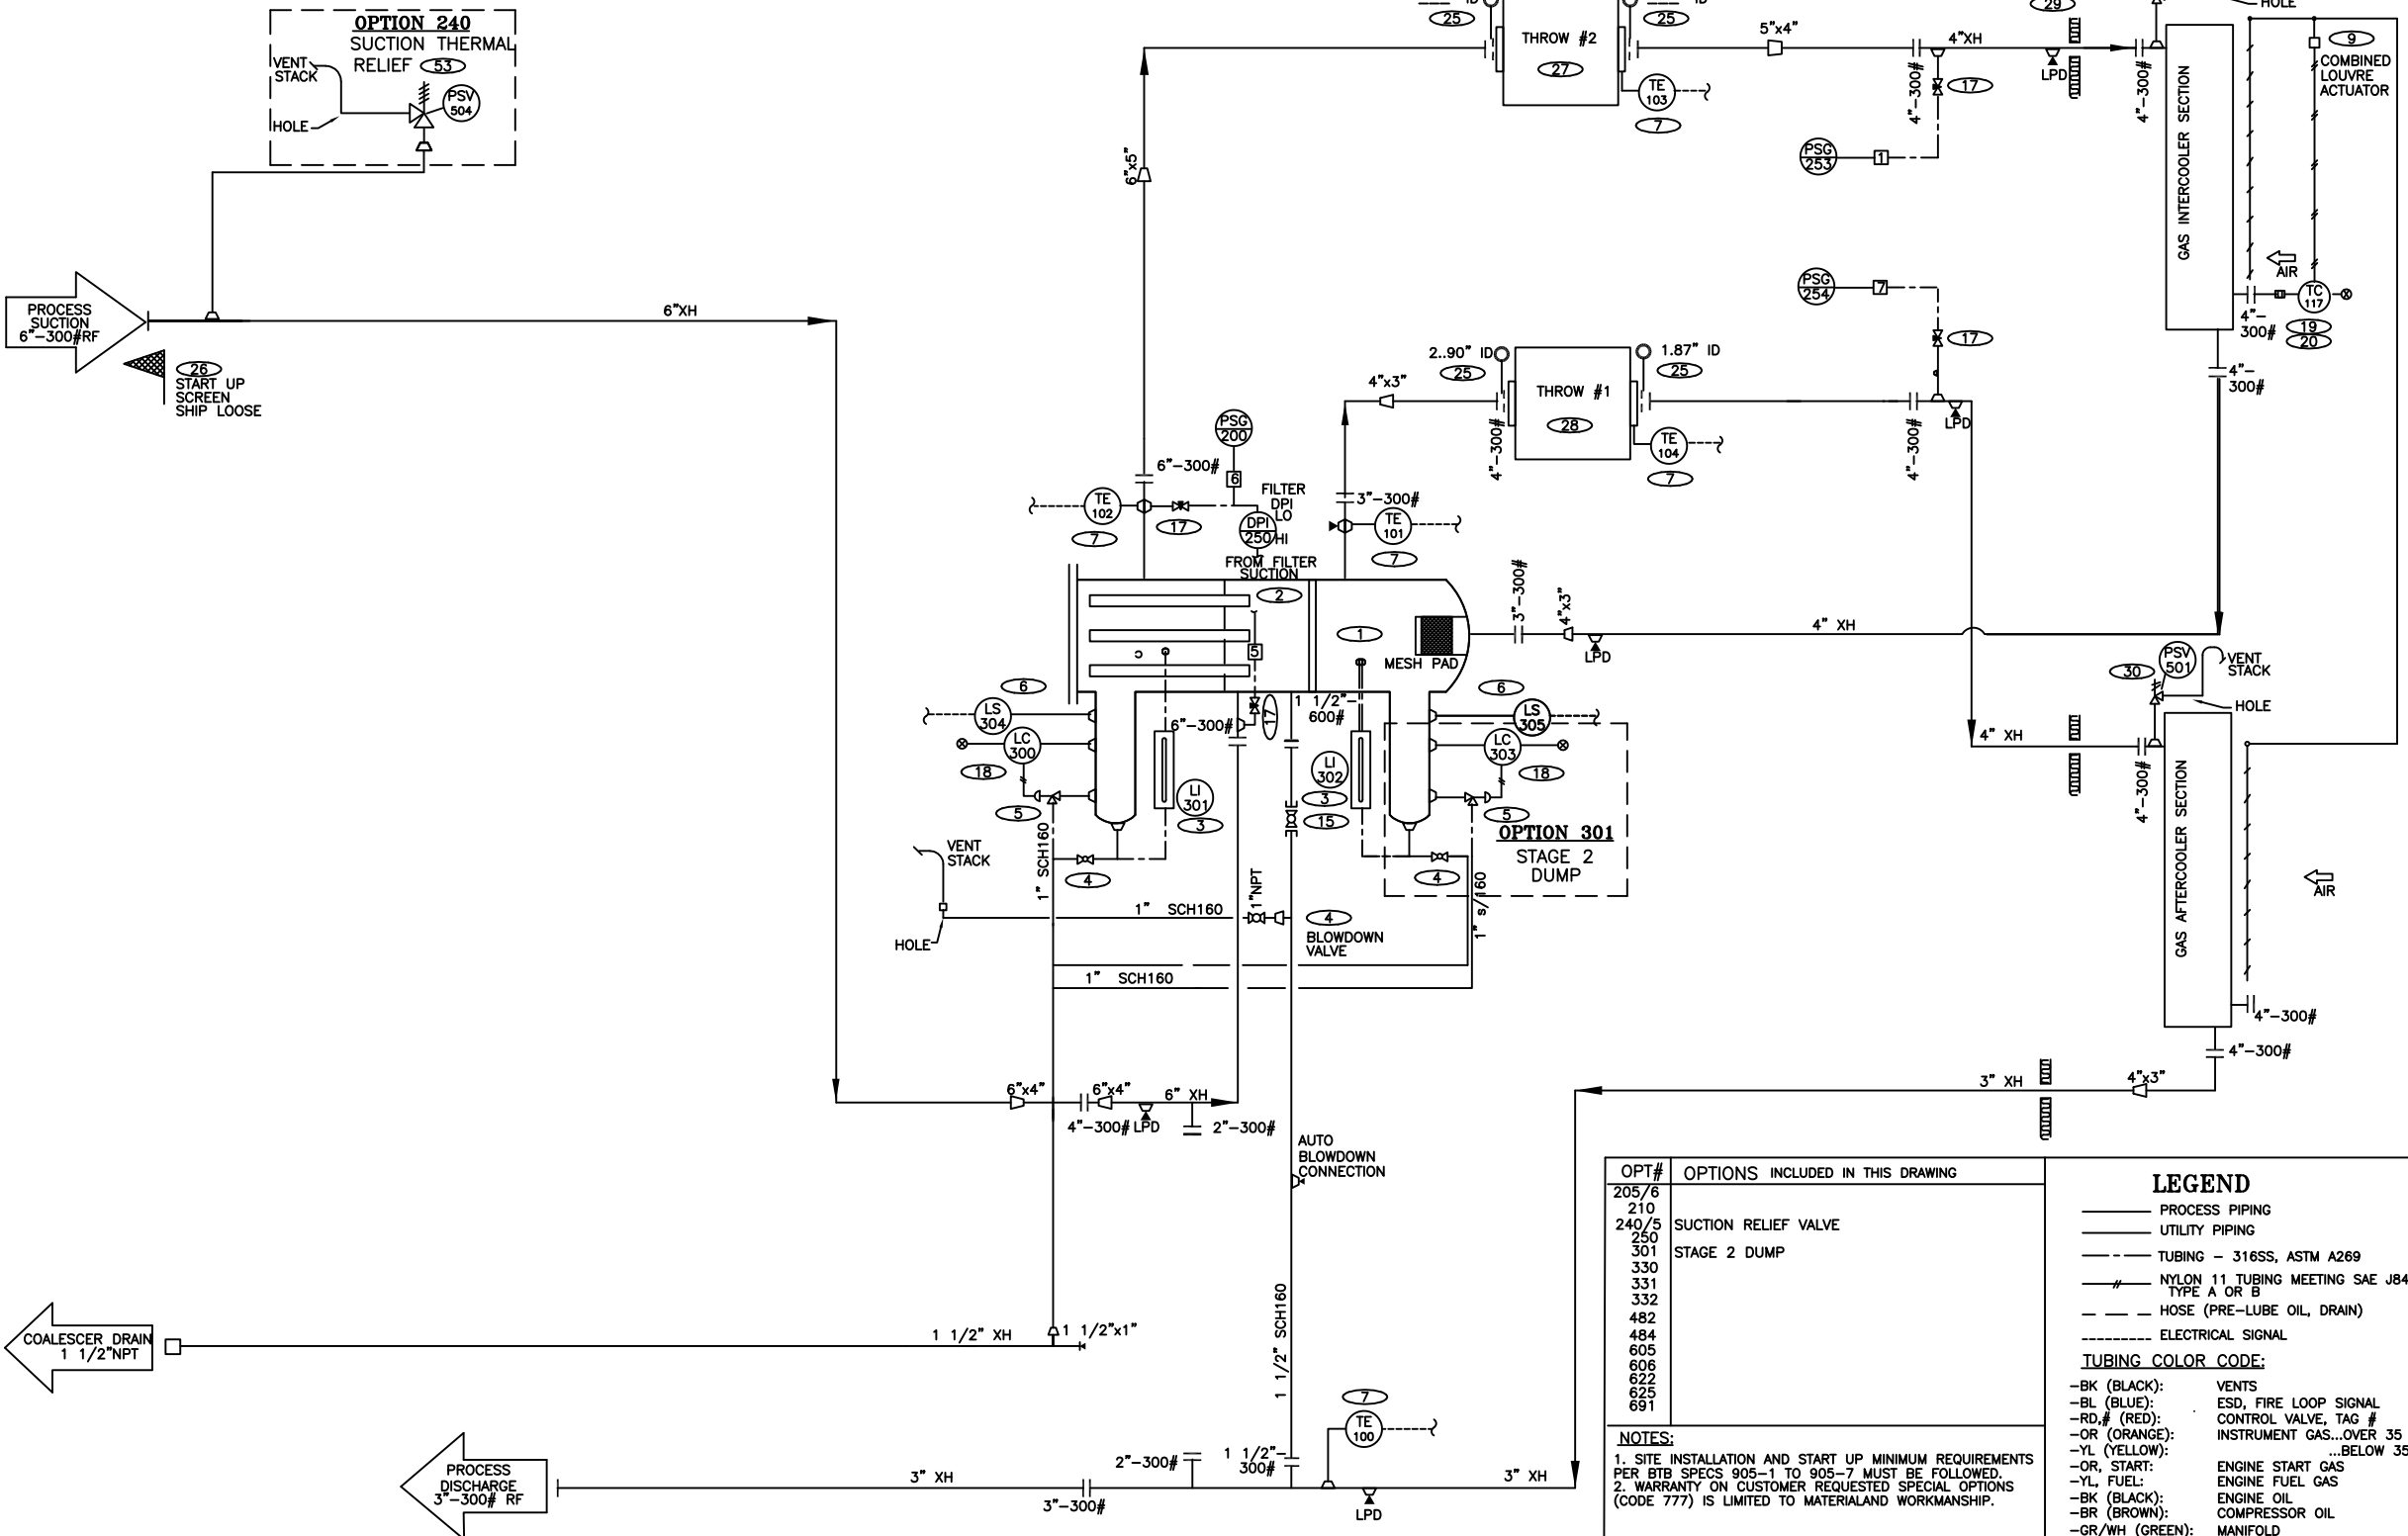 OPTION 240
SUCTION THERMAL
RELIEF 53
VENT
STACK
PSV
504
HOLE
PROCESS
SUCTION
6"-300#RF
26
START UP
SCREEN
SHIP LOOSE
6"XH
6"x5"
ID
25
THROW #2
27
ID
25
TE
103
7
5"x4"
4"-300#
4"XH
17
PSG
253
1
LPD
29
HOLE
4"-300#
GAS INTERCOOLER SECTION
9
COMBINED
LOUVRE
ACTUATOR
AIR
TC
117
4"-
300#
19
20
4"-
300#
PSG
254
7
17
2..90" ID
25
THROW #1
28
1.87" ID
25
4"x3"
4"-300#
TE
104
7
4"-300#
LPD
PSG
200
6
6"-300#
TE
102
7
17
FILTER
DPI
LO
DPI
250
HI
FROM FILTER
SUCTION
2
3"-300#
TE
101
7
5
C
1
MESH PAD
3"-300#
4"x3"
LPD
4" XH
6
LS
304
LC
300
18
5
6"-300#
17
1 1/2"-
600#
LI
301
3
LI
302
3
15
6
LS
305
LC
303
18
5
OPTION 301
STAGE 2
DUMP
4
4
1" SCH160
1" s/160
VENT
STACK
HOLE
1" SCH160
1"NPT
4
BLOWDOWN
VALVE
1" SCH160
30
PSV
501
VENT
STACK
HOLE
4" XH
4"-300#
GAS AFTERCOOLER SECTION
AIR
4"-300#
4"-300#
4"x3"
3" XH
6"x4"
6"x4"
6" XH
4"-300#
LPD
2"-300#
AUTO
BLOWDOWN
CONNECTION
1 1/2" SCH160
COALESCER DRAIN
1 1/2"NPT
1 1/2" XH
1 1/2"x1"
PROCESS
DISCHARGE
3"-300# RF
3" XH
3"-300#
2"-300#
1 1/2"-
300#
7
TE
100
LPD
3" XH
OPT# OPTIONS INCLUDED IN THIS DRAWING
205/6
210
240/5 SUCTION RELIEF VALVE
250
301 STAGE 2 DUMP
330
331
332
482
484
605
606
622
625
691
NOTES:
1. SITE INSTALLATION AND START UP MINIMUM REQUIREMENTS
PER BTB SPECS 905-1 TO 905-7 MUST BE FOLLOWED.
2. WARRANTY ON CUSTOMER REQUESTED SPECIAL OPTIONS
(CODE 777) IS LIMITED TO MATERIALAND WORKMANSHIP.
LEGEND
PROCESS PIPING
UTILITY PIPING
TUBING - 316SS, ASTM A269
NYLON 11 TUBING MEETING SAE J84
TYPE A OR B
HOSE (PRE-LUBE OIL, DRAIN)
ELECTRICAL SIGNAL
TUBING COLOR CODE:
-BK (BLACK): VENTS
-BL (BLUE): ESD, FIRE LOOP SIGNAL
-RD,# (RED): CONTROL VALVE, TAG #
-OR (ORANGE): INSTRUMENT GAS...OVER 35
-YL (YELLOW): ...BELOW 35
-OR, START: ENGINE START GAS
-YL, FUEL: ENGINE FUEL GAS
-BK (BLACK): ENGINE OIL
-BR (BROWN): COMPRESSOR OIL
-GR/WH (GREEN): MANIFOLD